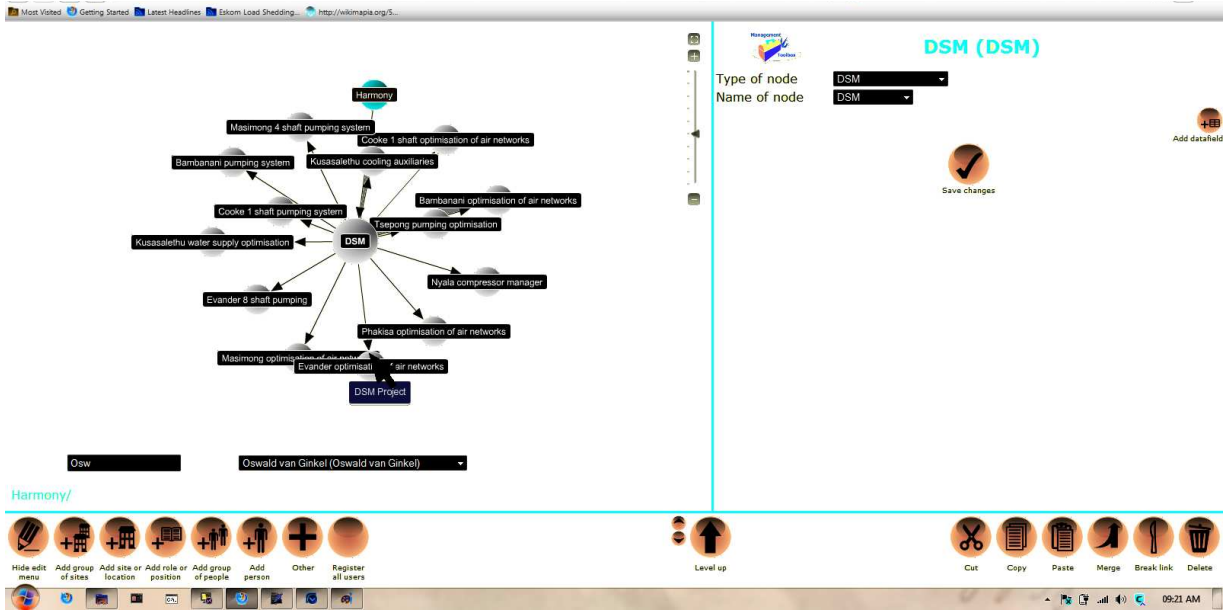 Most Visited Getting Started Latest Headlines Eskom Load Shedding... http://wikimapia.org/5...
Management
Toolbox
DSM (DSM)
Type of node DSM
Name of node DSM
Add datafield
Save changes
Harmony
Masimong 4 shaft pumping system
Cooke 1 shaft optimisation of air networks
Bambanani pumping system
Kusasalethu cooling auxiliaries
Bambanani optimisation of air networks
Cooke 1 shaft pumping system
Tsepong pumping optimisation
Kusasalethu water supply optimisation
DSM
Nyala compressor manager
Evander 8 shaft pumping
Phakisa optimisation of air networks
Masimong optimisation of air netw
Evander optimisati air networks
DSM Project
Osw
Oswald van Ginkel (Oswald van Ginkel)
Harmony/
Hide edit menu
Add group of sites
Add site or location
Add role or position
Add group of people
Add person
Other
Register all users
Level up
Cut
Copy
Paste
Merge
Break link
Delete
09:21 AM